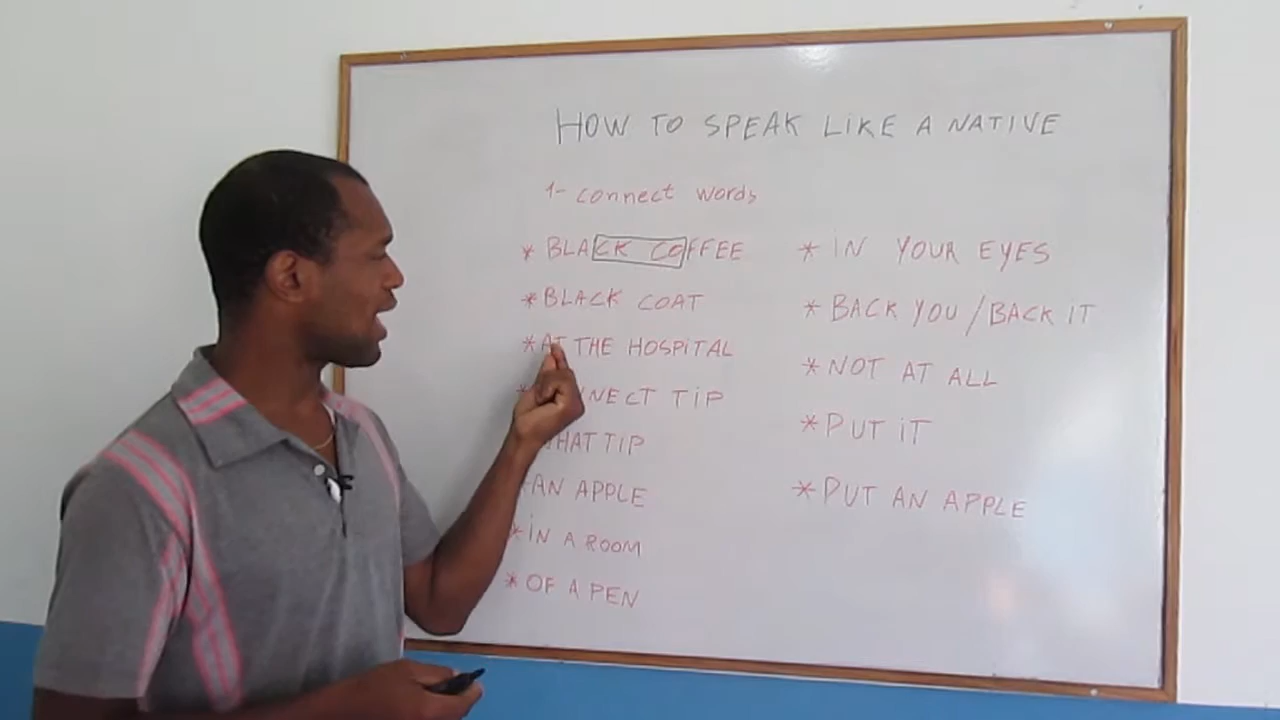 HOW TO SPEAK LIKE A NATIVE
1- connect words
* BLACK COFFEE
* BLACK COAT
* AT THE HOSPITAL
TIP
WHAT TIP
* AN APPLE
* IN A ROOM
* OF A PEN
* IN YOUR EYES
* BACK YOU / BACK IT
* NOT AT ALL
* PUT IT
* PUT AN APPLE